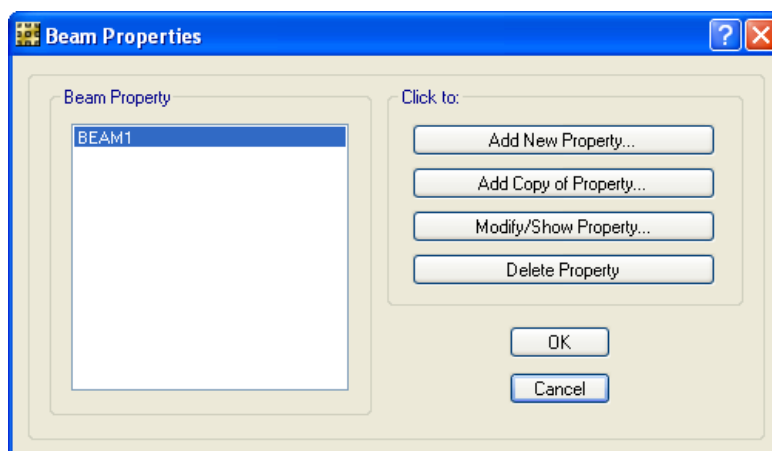 Beam Properties
Beam Property
BEAM1
Click to:
Add New Property...
Add Copy of Property...
Modify/Show Property...
Delete Property
OK
Cancel